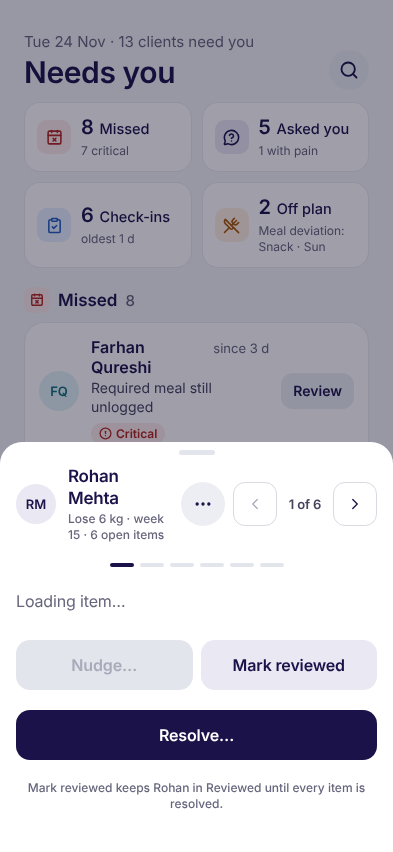 Tue 24 Nov · 13 clients need you
Needs you
8 Missed
7 critical
5 Asked you
1 with pain
6 Check-ins
oldest 1 d
2 Off plan
Meal deviation:
Snack · Sun
Missed 8
Farhan
Qureshi
since 3 d
FQ
Required meal still
unlogged
Review
Critical
RM
Rohan
Mehta
Lose 6 kg · week
15 · 6 open items
1 of 6
Loading item...
Nudge...
Mark reviewed
Resolve...
Mark reviewed keeps Rohan in Reviewed until every item is
resolved.